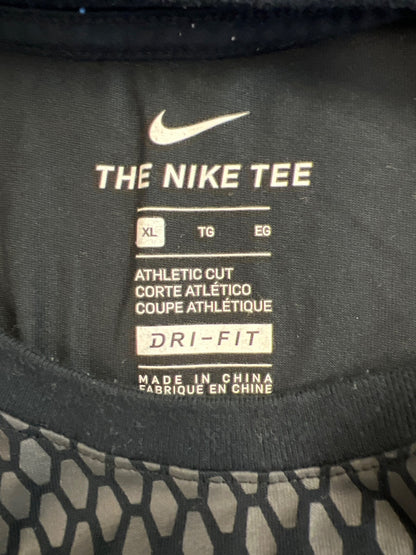 THE NIKE TEE
XL TG EG
ATHLETIC CUT
CORTE ATLÉTICO
COUPE ATHLÉTIQUE
DRI-FIT
MADE IN CHINA
FABRIQUE EN CHINE